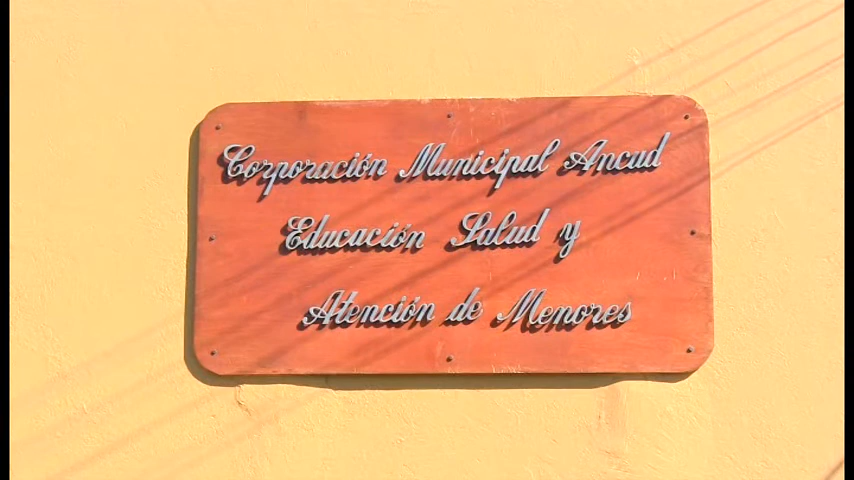 Corporación Municipal Ancud
Educación Salud y
Atención de Menores